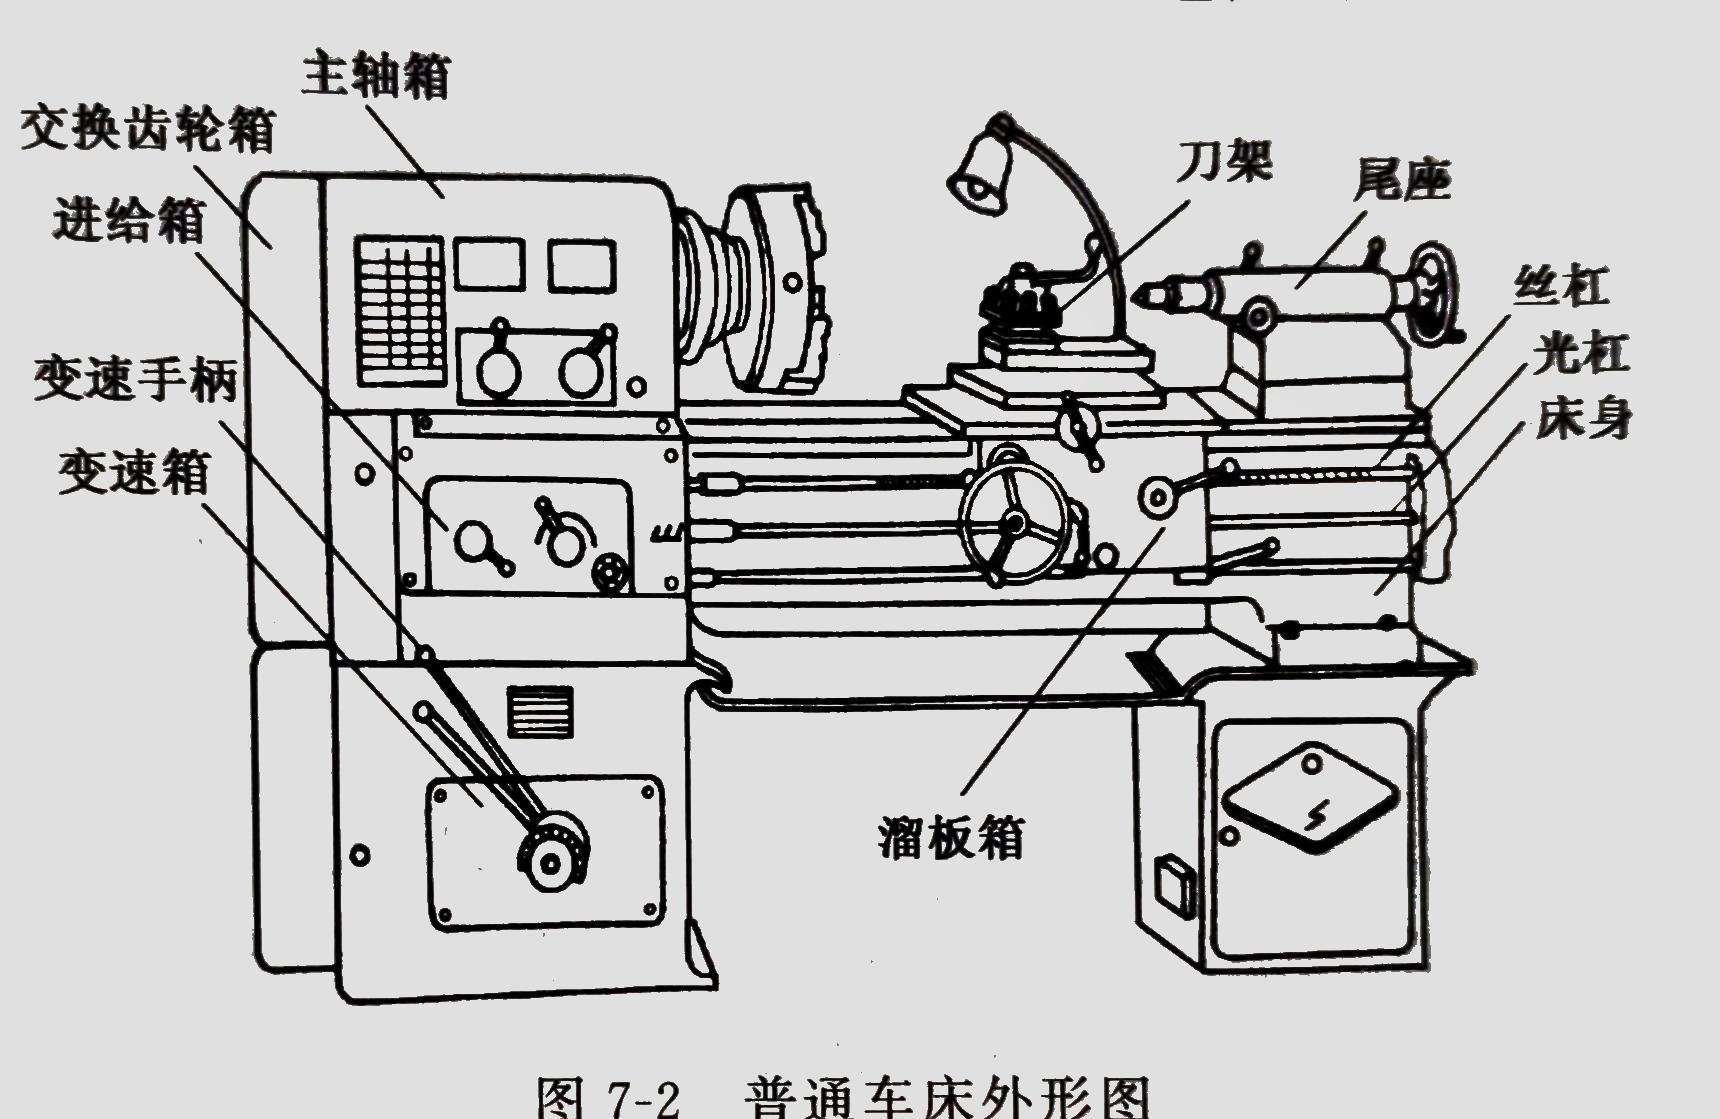 主轴箱
交换齿轮箱
进给箱
变速手柄
变速箱
刀架
尾座
丝杠
光杠
床身
溜板箱
图 7-2 普通车床外形图